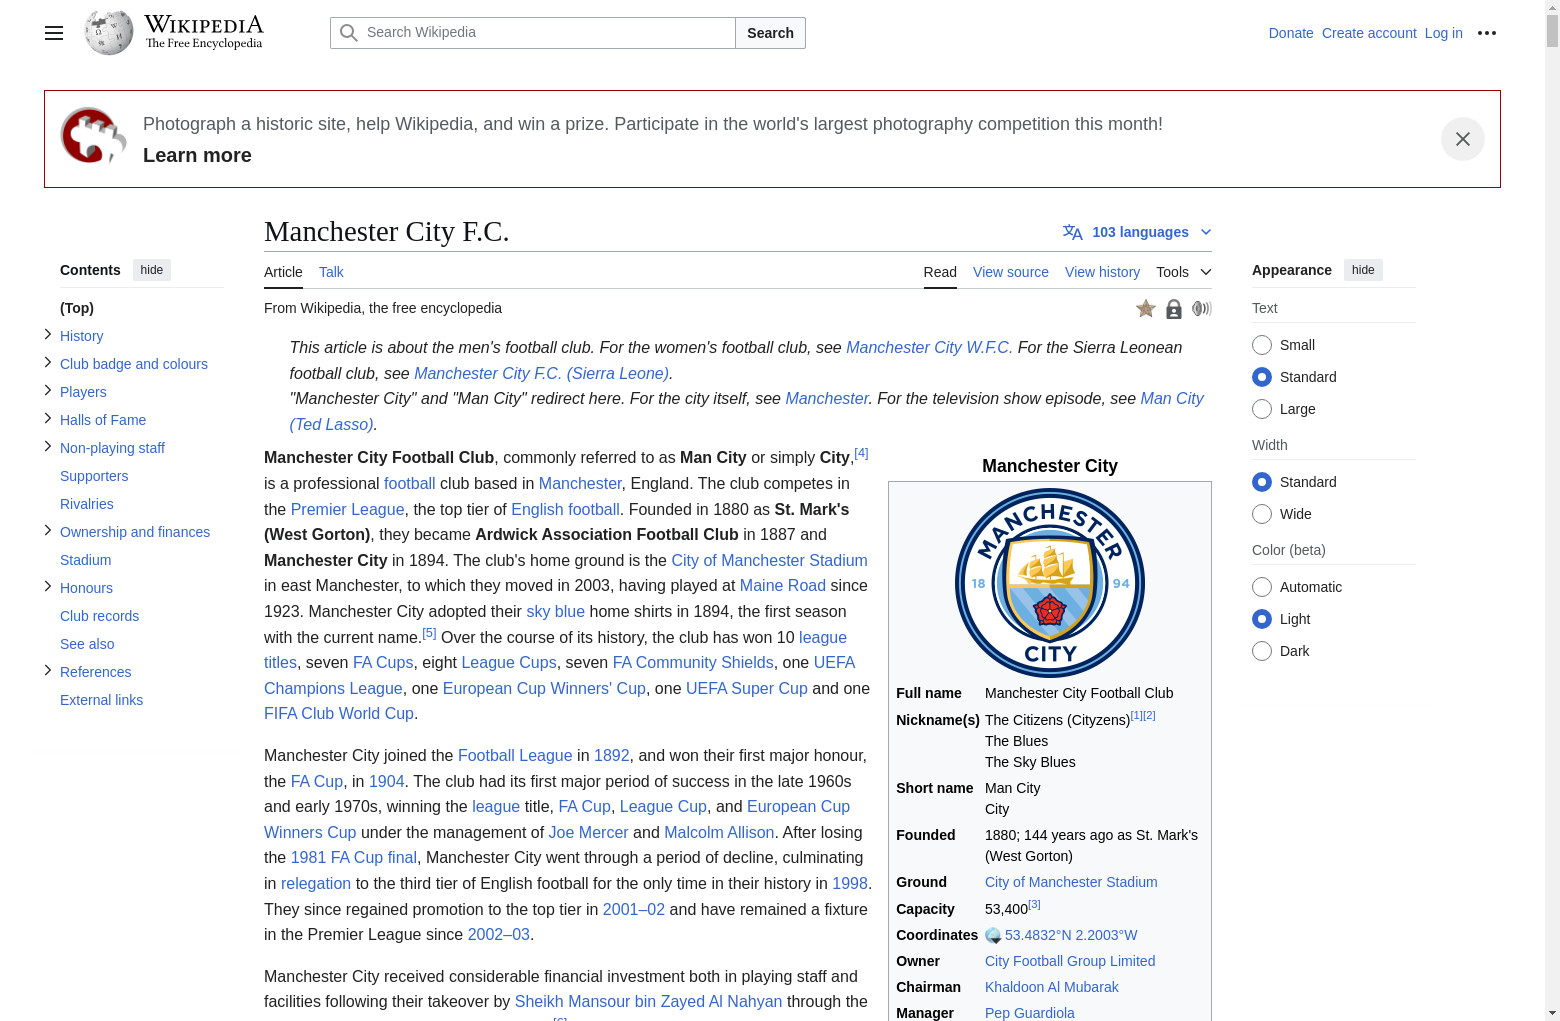 WIKIPEDIA
The Free Encyclopedia
Search Wikipedia
Search
Donate Create account Log in
Photograph a historic site, help Wikipedia, and win a prize. Participate in the world's largest photography competition this month!
Learn more
Contents hide
(Top)
History
Club badge and colours
Players
Halls of Fame
Non-playing staff
Supporters
Rivalries
Ownership and finances
Stadium
Honours
Club records
See also
References
External links
Manchester City F.C.
103 languages
Article Talk
Read View source View history Tools
From Wikipedia, the free encyclopedia
This article is about the men's football club. For the women's football club, see Manchester City W.F.C. For the Sierra Leonean
football club, see Manchester City F.C. (Sierra Leone).
"Manchester City" and "Man City" redirect here. For the city itself, see Manchester. For the television show episode, see Man City
(Ted Lasso).
Manchester City Football Club, commonly referred to as Man City or simply City,[4]
is a professional football club based in Manchester, England. The club competes in
the Premier League, the top tier of English football. Founded in 1880 as St. Mark's
(West Gorton), they became Ardwick Association Football Club in 1887 and
Manchester City in 1894. The club's home ground is the City of Manchester Stadium
in east Manchester, to which they moved in 2003, having played at Maine Road since
1923. Manchester City adopted their sky blue home shirts in 1894, the first season
with the current name.[5] Over the course of its history, the club has won 10 league
titles, seven FA Cups, eight League Cups, seven FA Community Shields, one UEFA
Champions League, one European Cup Winners' Cup, one UEFA Super Cup and one
FIFA Club World Cup.
Manchester City joined the Football League in 1892, and won their first major honour,
the FA Cup, in 1904. The club had its first major period of success in the late 1960s
and early 1970s, winning the league title, FA Cup, League Cup, and European Cup
Winners Cup under the management of Joe Mercer and Malcolm Allison. After losing
the 1981 FA Cup final, Manchester City went through a period of decline, culminating
in relegation to the third tier of English football for the only time in their history in 1998.
They since regained promotion to the top tier in 2001–02 and have remained a fixture
in the Premier League since 2002–03.
Manchester City received considerable financial investment both in playing staff and
facilities following their takeover by Sheikh Mansour bin Zayed Al Nahyan through the
Manchester City
MANCHESTER
18 94
CITY
Full name Manchester City Football Club
Nickname(s) The Citizens (Cityzens)[1][2]
The Blues
The Sky Blues
Short name Man City
City
Founded 1880; 144 years ago as St. Mark's
(West Gorton)
Ground City of Manchester Stadium
Capacity 53,400[3]
Coordinates 53.4832°N 2.2003°W
Owner City Football Group Limited
Chairman Khaldoon Al Mubarak
Manager Pep Guardiola
Appearance hide
Text
Small
Standard
Large
Width
Standard
Wide
Color (beta)
Automatic
Light
Dark